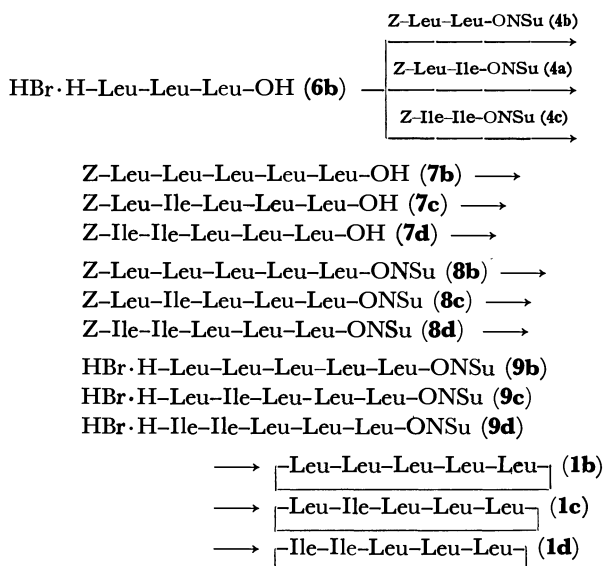 Z–Leu–Leu–ONSu (4b)
HBr·H–Leu–Leu–Leu–OH (6b)
Z–Leu–Ile–ONSu (4a)
Z–Ile–Ile–ONSu (4c)
Z–Leu–Leu–Leu–Leu–Leu–OH (7b) →
Z–Leu–Ile–Leu–Leu–Leu–OH (7c) →
Z–Ile–Ile–Leu–Leu–Leu–OH (7d) →
Z–Leu–Leu–Leu–Leu–Leu–ONSu (8b) →
Z–Leu–Ile–Leu–Leu–Leu–ONSu (8c) →
Z–Ile–Ile–Leu–Leu–Leu–ONSu (8d) →
HBr·H–Leu–Leu–Leu–Leu–Leu–ONSu (9b)
HBr·H–Leu–Ile–Leu–Leu–Leu–ONSu (9c)
HBr·H–Ile–Ile–Leu–Leu–Leu–ONSu (9d)
→ –Leu–Leu–Leu–Leu–Leu– (1b)
→ –Leu–Ile–Leu–Leu–Leu– (1c)
→ –Ile–Ile–Leu–Leu–Leu– (1d)